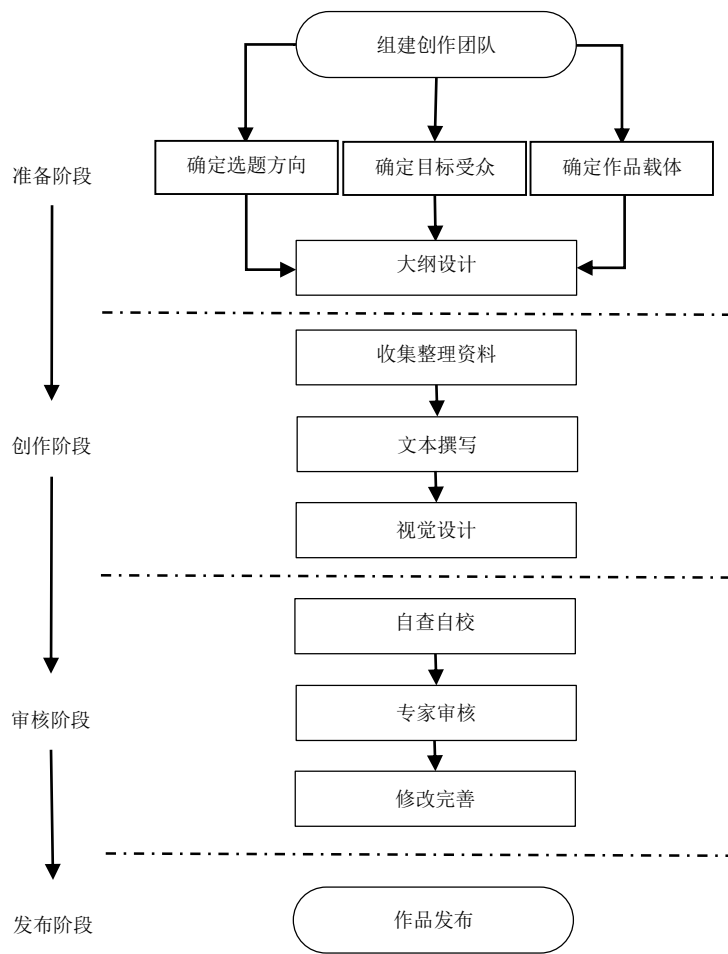 组建创作团队
确定选题方向
确定目标受众
确定作品载体
准备阶段
大纲设计
收集整理资料
创作阶段
文本撰写
视觉设计
自查自校
审核阶段
专家审核
修改完善
发布阶段
作品发布